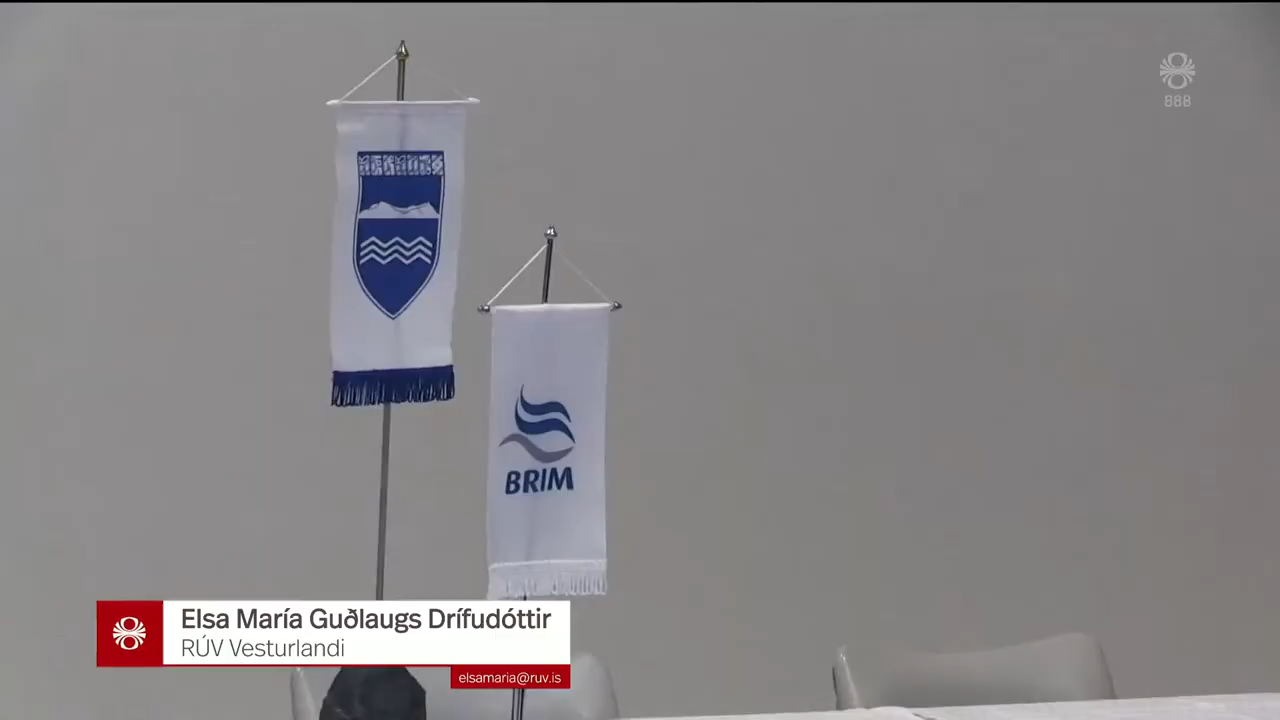 888
BRIM
Elsa María Guðlaugs Drífudóttir
RÚV Vesturlandi
elsamaria@ruv.is